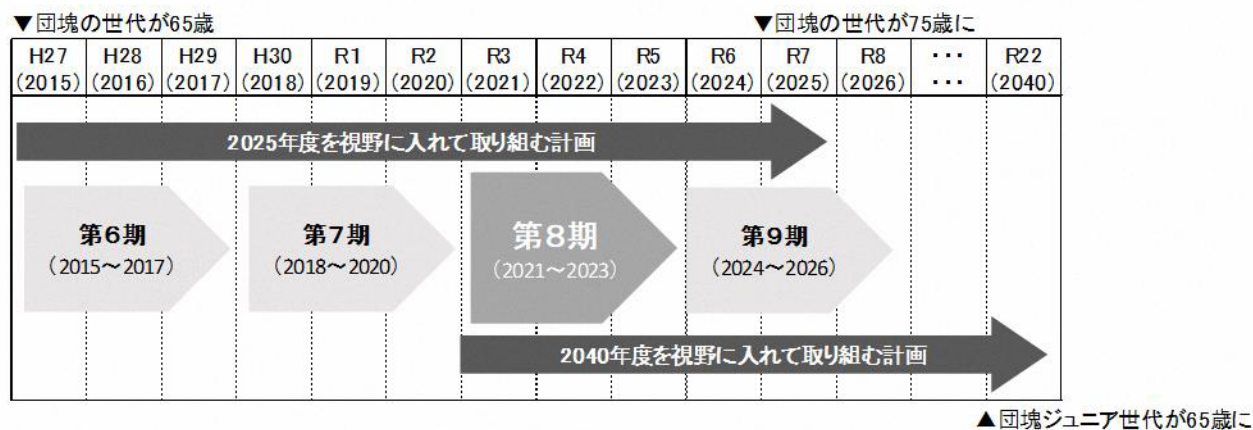 ▼団塊の世代が65歳 ▼団塊の世代が75歳に
H27 H28 H29 H30 R1 R2 R3 R4 R5 R6 R7 R8 ・・・ R22
(2015) (2016) (2017) (2018) (2019) (2020) (2021) (2022) (2023) (2024) (2025) (2026) ・・・ (2040)
2025年度を視野に入れて取り組む計画
第6期 第7期 第8期 第9期
(2015～2017) (2018～2020) (2021～2023) (2024～2026)
2040年度を視野に入れて取り組む計画
▲団塊ジュニア世代が65歳に